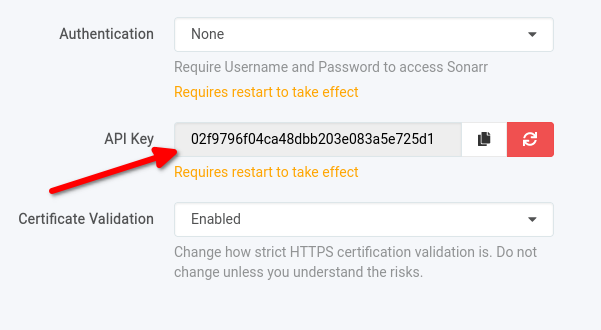 Authentication
None
Require Username and Password to access Sonarr
Requires restart to take effect
API Key
02f9796f04ca48dbb203e083a5e725d1
Requires restart to take effect
Certificate Validation
Enabled
Change how strict HTTPS certification validation is. Do not
change unless you understand the risks.